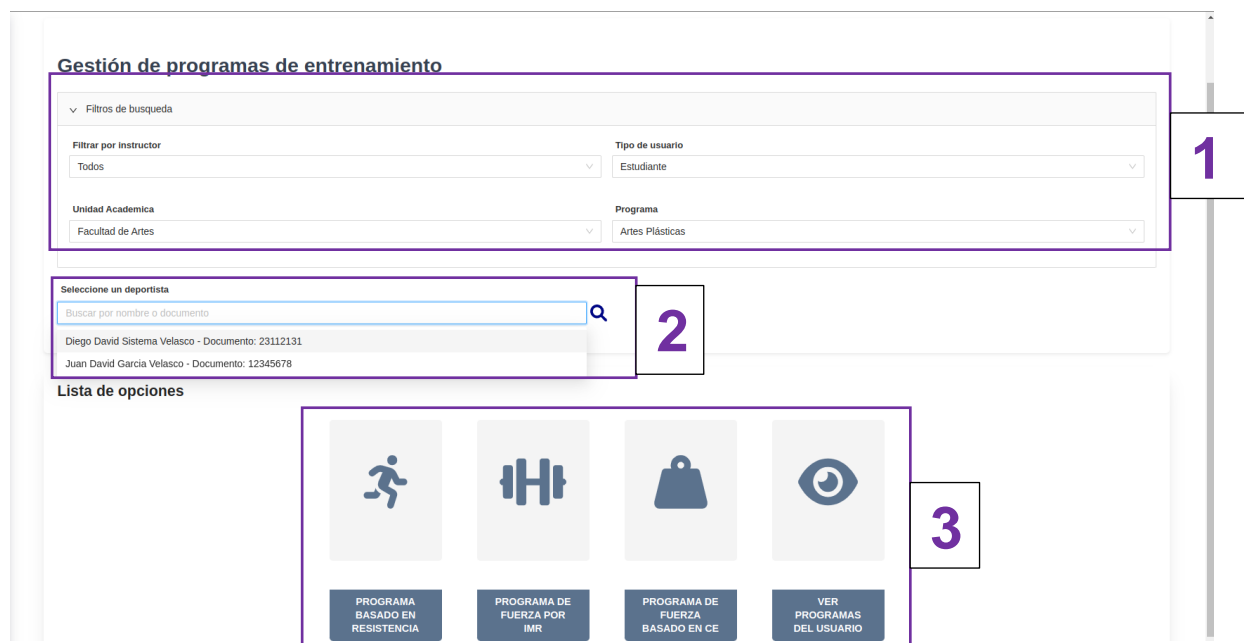 Gestión de programas de entrenamiento
Filtros de busqueda
Filtrar por instructor
Tipo de usuario
Todos
Estudiante
1
Unidad Academica
Programa
Facultad de Artes
Artes Plásticas
Seleccione un deportista
Buscar por nombre o documento
2
Diego David Sistema Velasco - Documento: 23112131
Juan David Garcia Velasco - Documento: 12345678
Lista de opciones
3
PROGRAMA
BASADO EN
RESISTENCIA
PROGRAMA DE
FUERZA POR
IMR
PROGRAMA DE
FUERZA
BASADO EN CE
VER
PROGRAMAS
DEL USUARIO